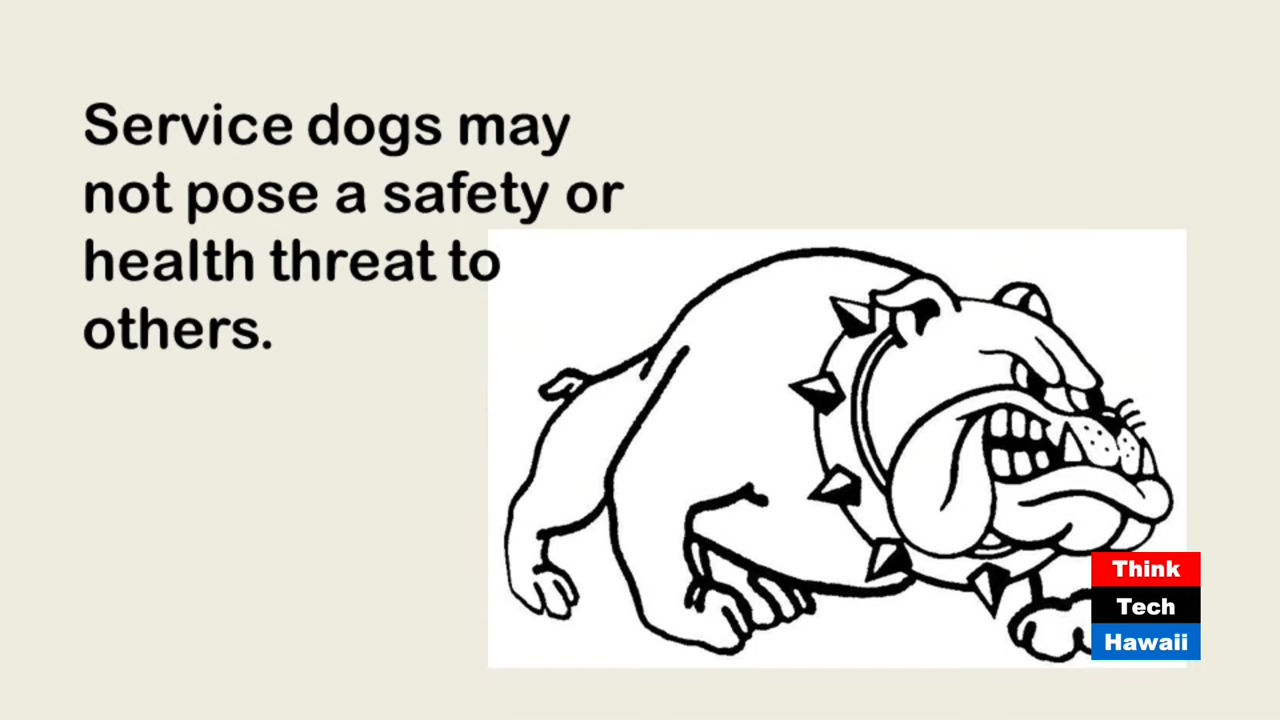 Service dogs may
not pose a safety or
health threat to
others.
Think
Tech
Hawaii